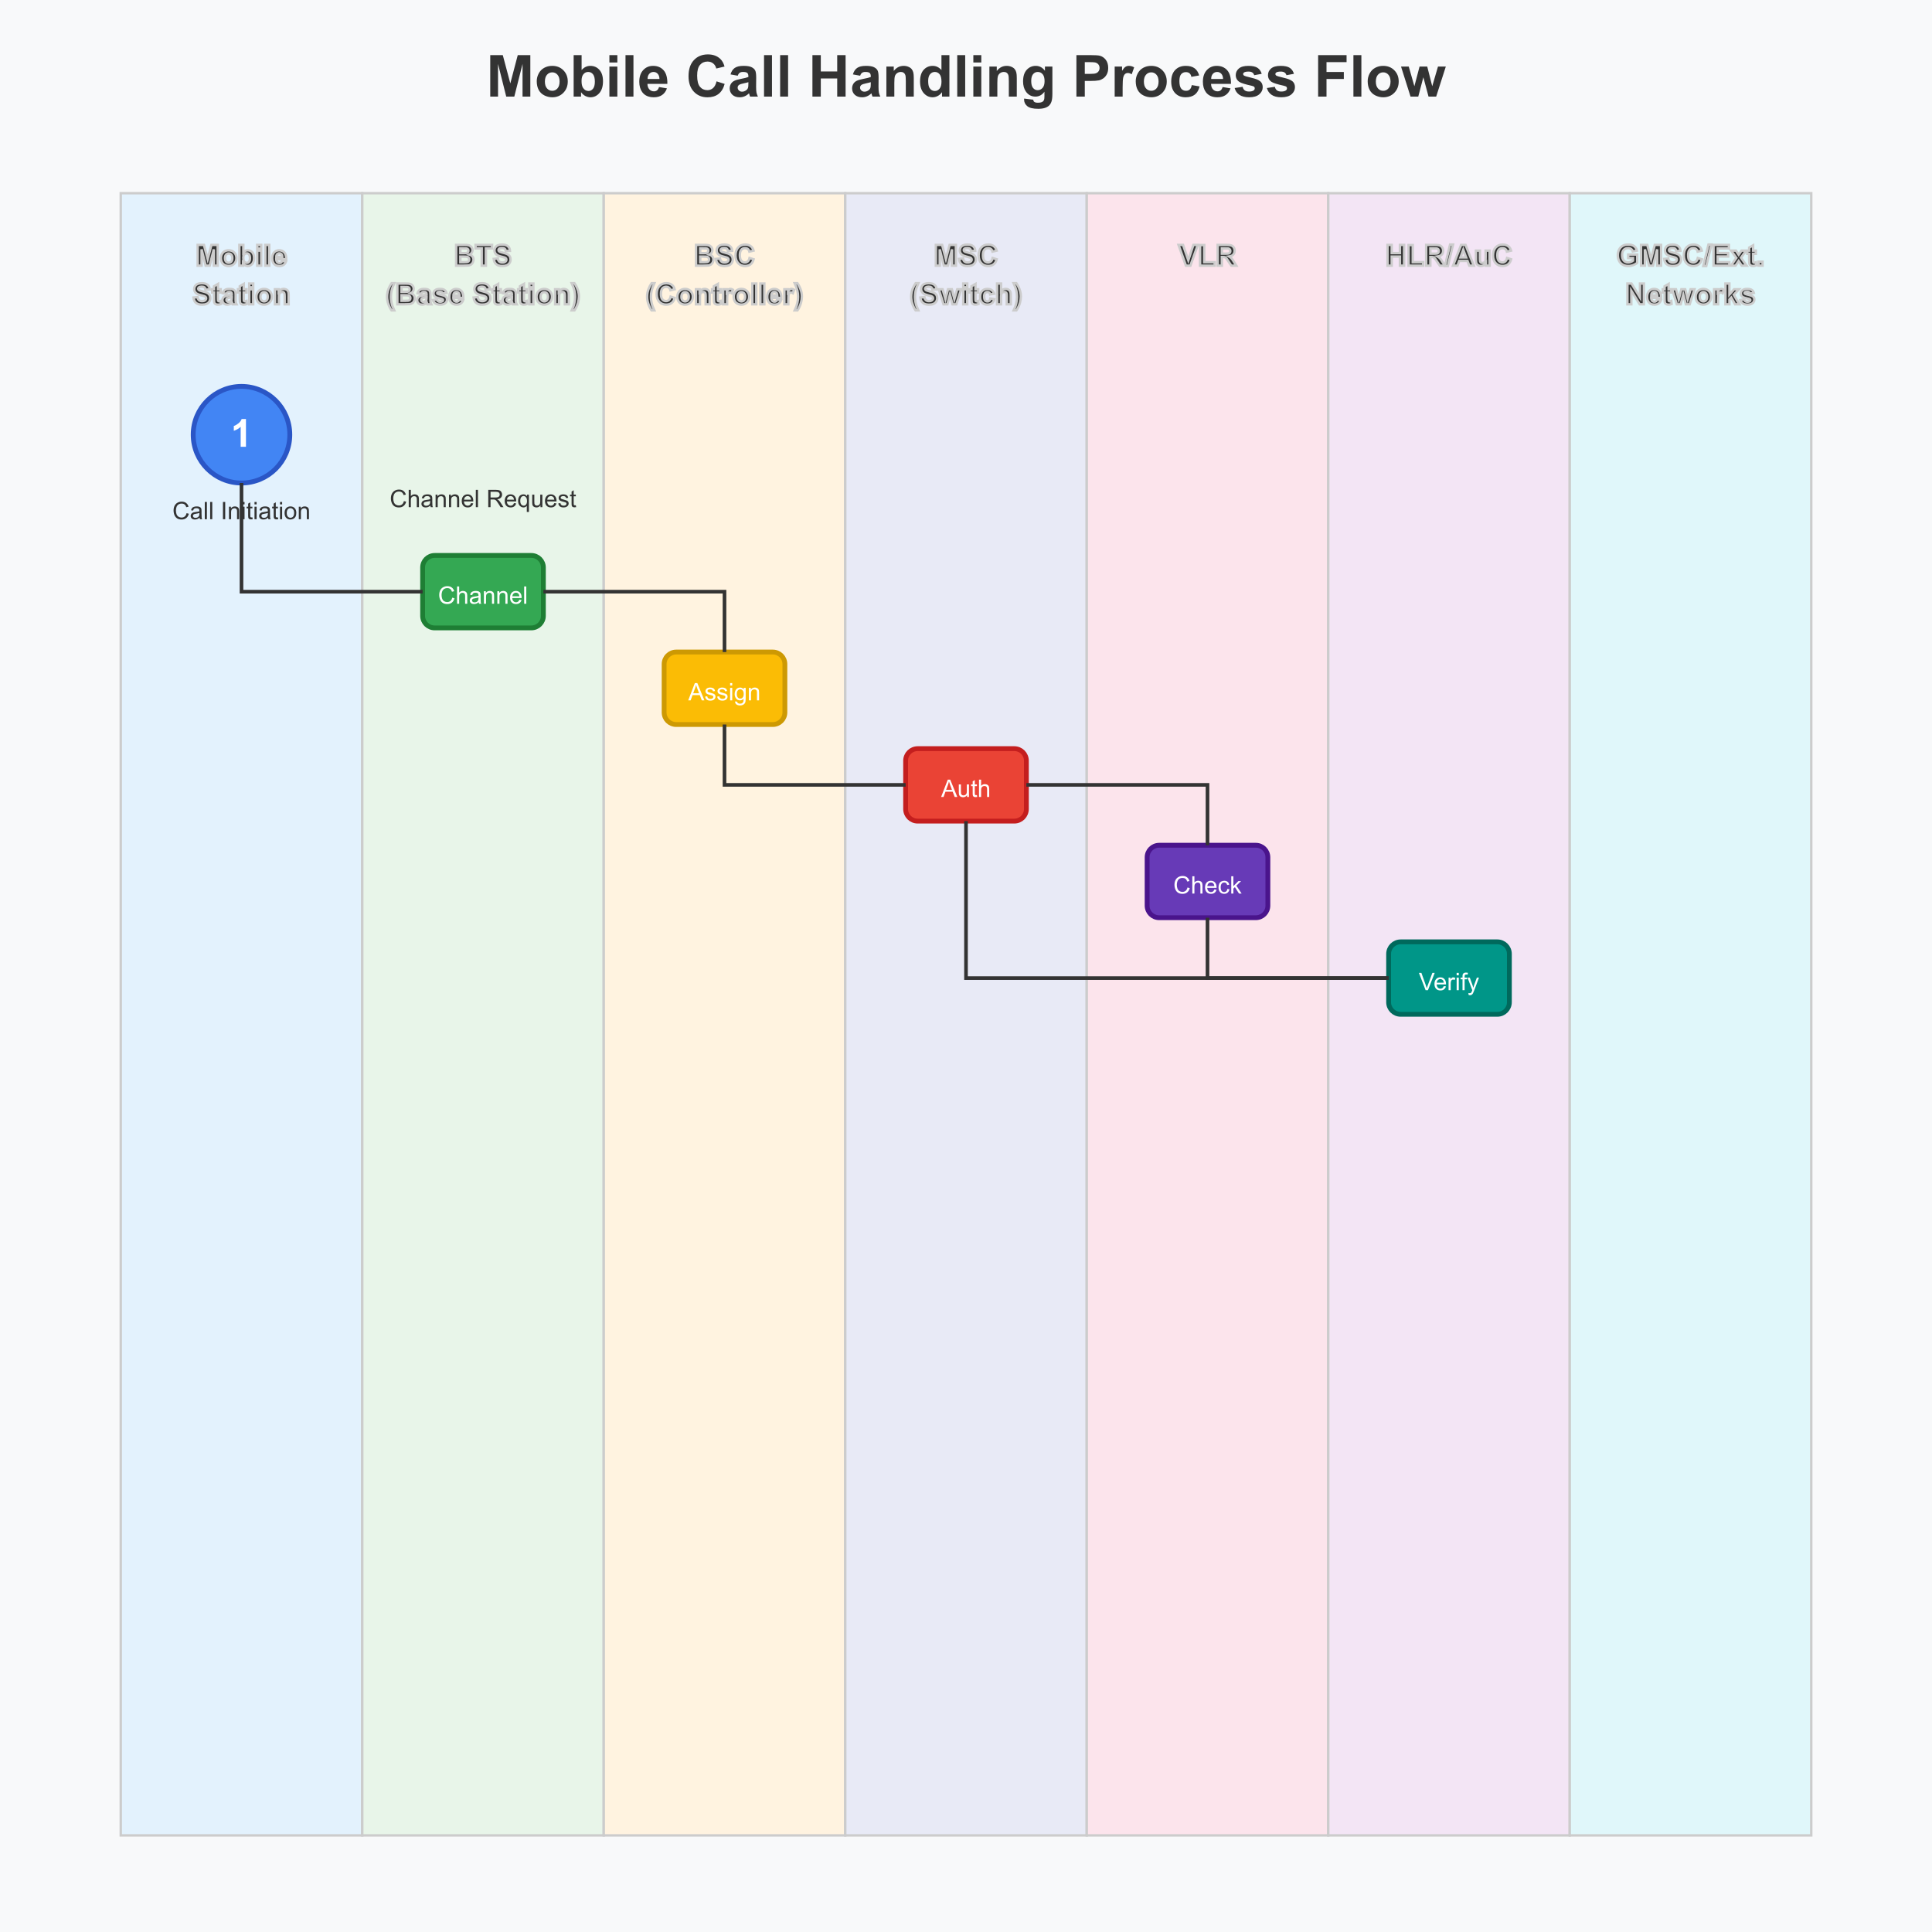 Mobile Call Handling Process Flow
Mobile
Station
BTS
(Base Station)
BSC
(Controller)
MSC
(Switch)
VLR
HLR/AuC
GMSC/Ext.
Networks
1
Call Initiation
Channel Request
Channel
Assign
Auth
Check
Verify